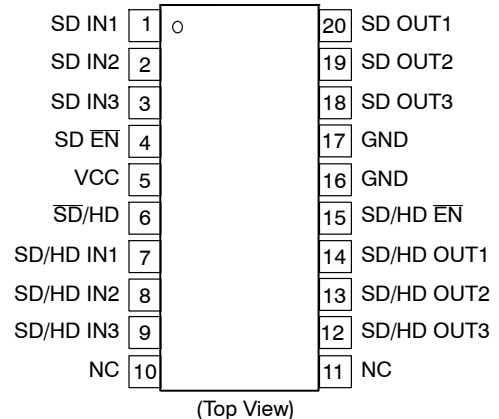 SD IN1 1 20 SD OUT1
SD IN2 2 19 SD OUT2
SD IN3 3 18 SD OUT3
SD E̅N̅ 4 17 GND
VCC 5 16 GND
S̅D̅/HD 6 15 SD/HD E̅N̅
SD/HD IN1 7 14 SD/HD OUT1
SD/HD IN2 8 13 SD/HD OUT2
SD/HD IN3 9 12 SD/HD OUT3
NC 10 11 NC
(Top View)